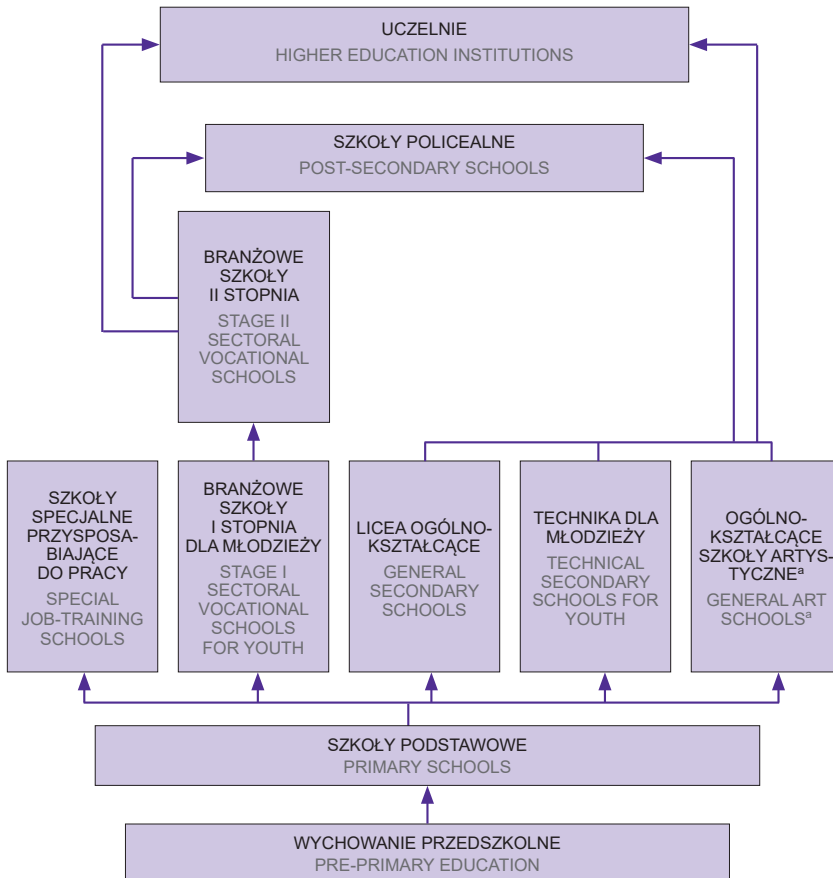 UCZELNIE
HIGHER EDUCATION INSTITUTIONS
SZKOŁY POLICEALNE
POST-SECONDARY SCHOOLS
BRANŻOWE
SZKOŁY
II STOPNIA
STAGE II
SECTORAL
VOCATIONAL
SCHOOLS
SZKOŁY
SPECJALNE
PRZYSPOSA-
BIAJĄCE
DO PRACY
SPECIAL
JOB-TRAINING
SCHOOLS
BRANŻOWE
SZKOŁY
I STOPNIA
DLA MŁODZIEŻY
STAGE I
SECTORAL
VOCATIONAL
SCHOOLS
FOR YOUTH
LICEA OGÓLNO-
KSZTAŁCĄCE
GENERAL
SECONDARY
SCHOOLS
TECHNIKA DLA
MŁODZIEŻY
TECHNICAL
SECONDARY
SCHOOLS FOR
YOUTH
OGÓLNO-
KSZTAŁCĄCE
SZKOŁY ARTYS-
TYCZNEª
GENERAL ART
SCHOOLSª
SZKOŁY PODSTAWOWE
PRIMARY SCHOOLS
WYCHOWANIE PRZEDSZKOLNE
PRE-PRIMARY EDUCATION